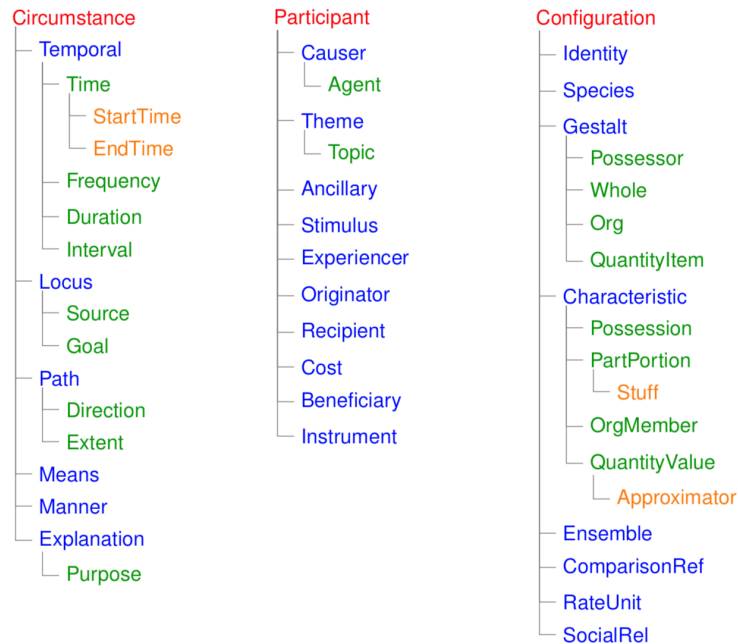 Circumstance
Temporal
Time
StartTime
EndTime
Frequency
Duration
Interval
Locus
Source
Goal
Path
Direction
Extent
Means
Manner
Explanation
Purpose
Participant
Causer
Agent
Theme
Topic
Ancillary
Stimulus
Experiencer
Originator
Recipient
Cost
Beneficiary
Instrument
Configuration
Identity
Species
Gestalt
Possessor
Whole
Org
QuantityItem
Characteristic
Possession
PartPortion
Stuff
OrgMember
QuantityValue
Approximator
Ensemble
ComparisonRef
RateUnit
SocialRel